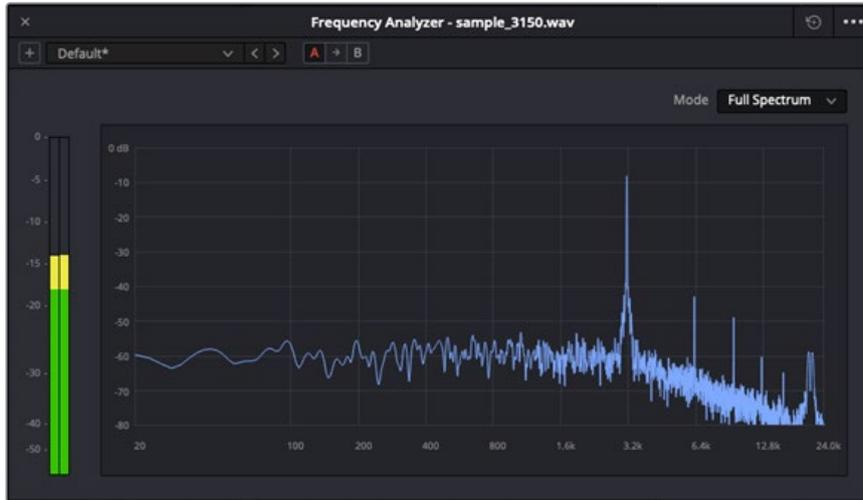 Frequency Analyzer - sample_3150.wav
Default*
A
B
Mode
Full Spectrum
0
-5
-10
-15
-20
-30
-40
-50
0 dB
-10
-20
-30
-40
-50
-60
-70
-80
20
100
200
400
800
1.6k
3.2k
6.4k
12.8k
24.0k